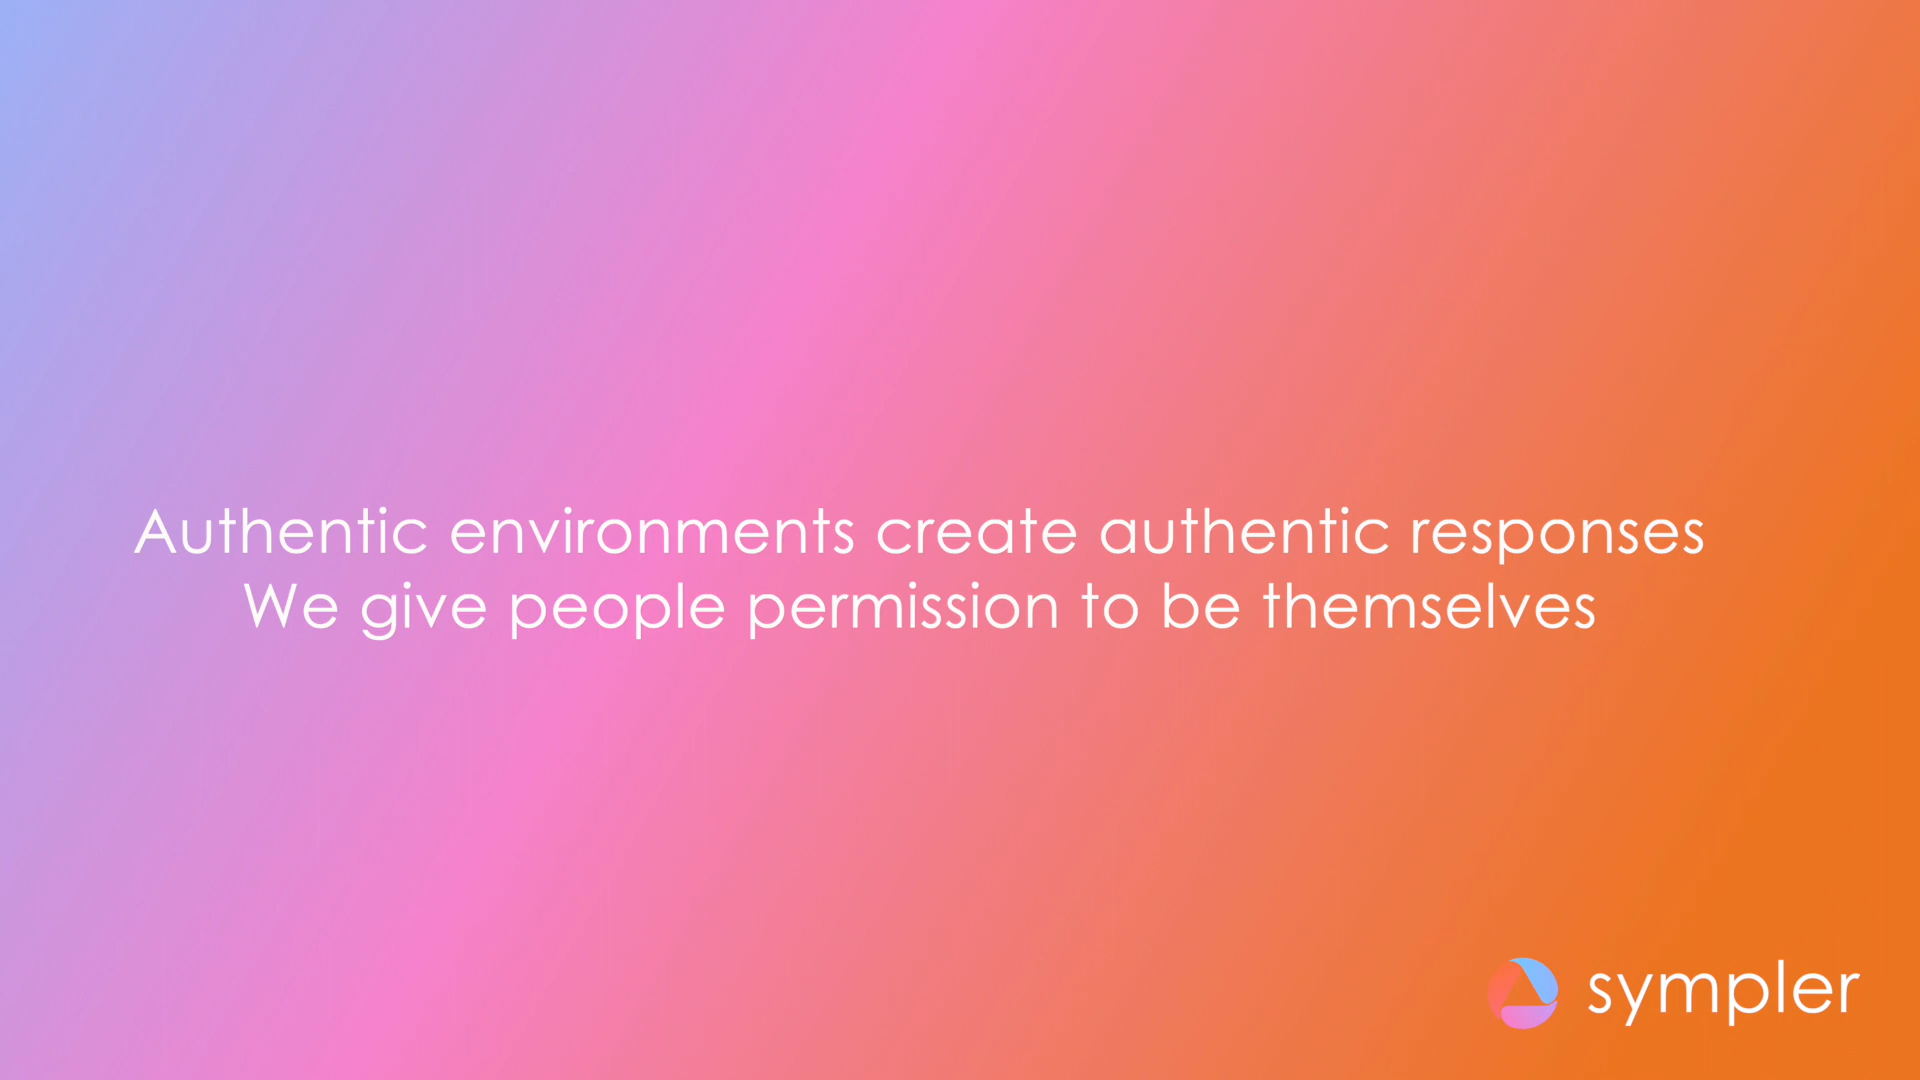 Authentic environments create authentic responses
We give people permission to be themselves
sympler